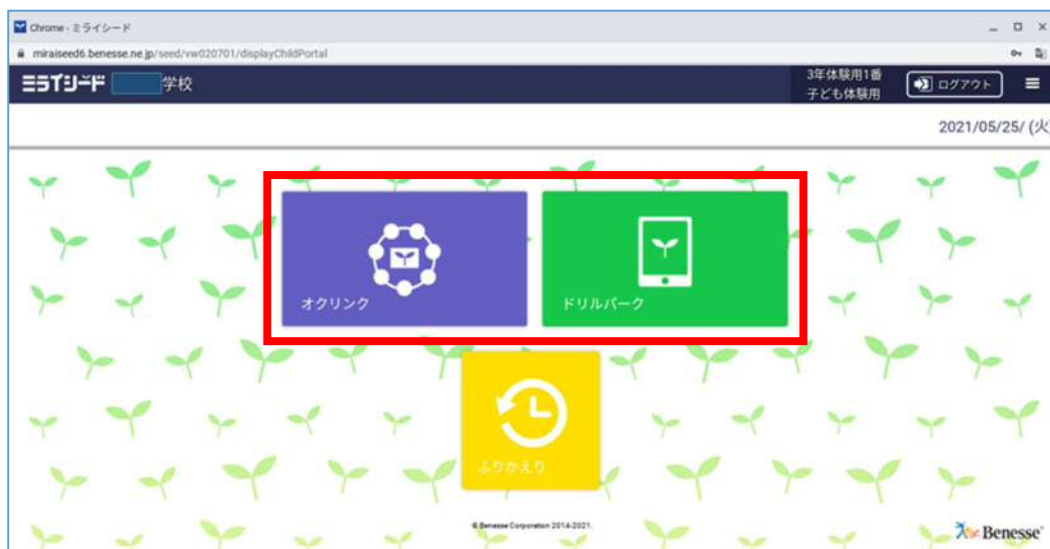 Chrome - ミライシード
miraiseed6.benesse.ne.jp/seed/vw020701/displayChildPortal
ミライシード 学校
3年体験用1番
子ども体験用
ログアウト
2021/05/25/ (火)
オクリンク
ドリルパーク
ふりかえり
© Benesse Corporation 2014-2021.
Benesse